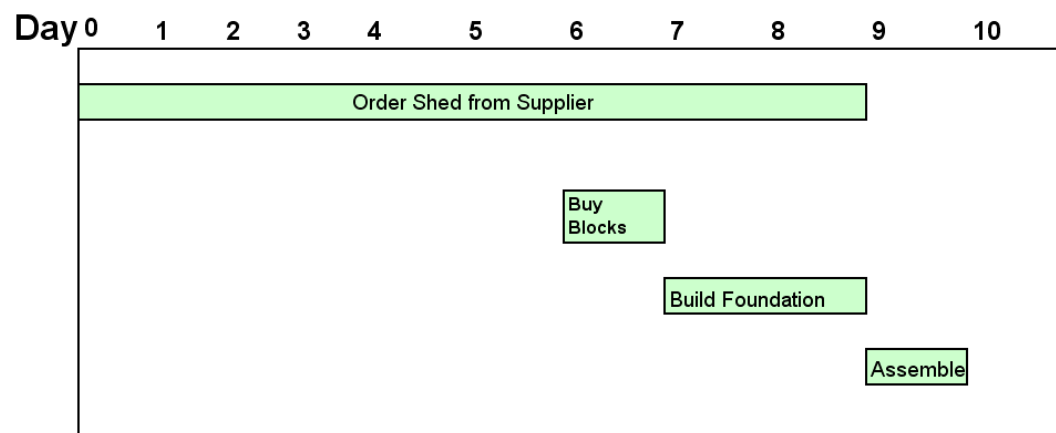 Day 0 1 2 3 4 5 6 7 8 9 10
Order Shed from Supplier
Buy
Blocks
Build Foundation
Assemble